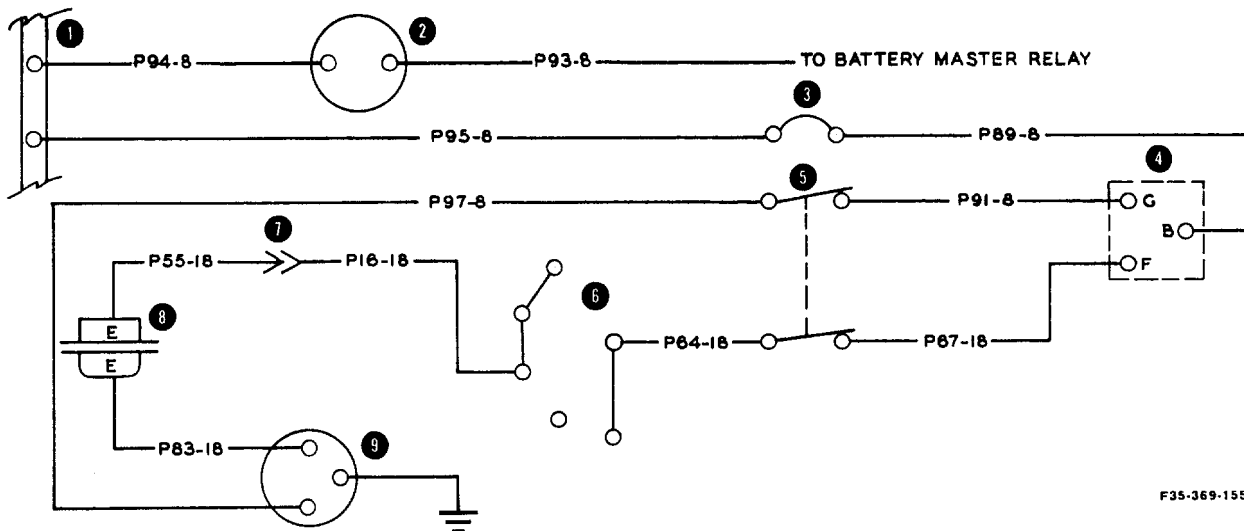 1
2
P94-8
P93-8
TO BATTERY MASTER RELAY
3
P95-8
P89-8
4
5
P97-8
P91-8
G
B
7
P55-18
P16-18
F
6
8
E
P64-18
P67-18
E
P83-18
9
F35-369-155